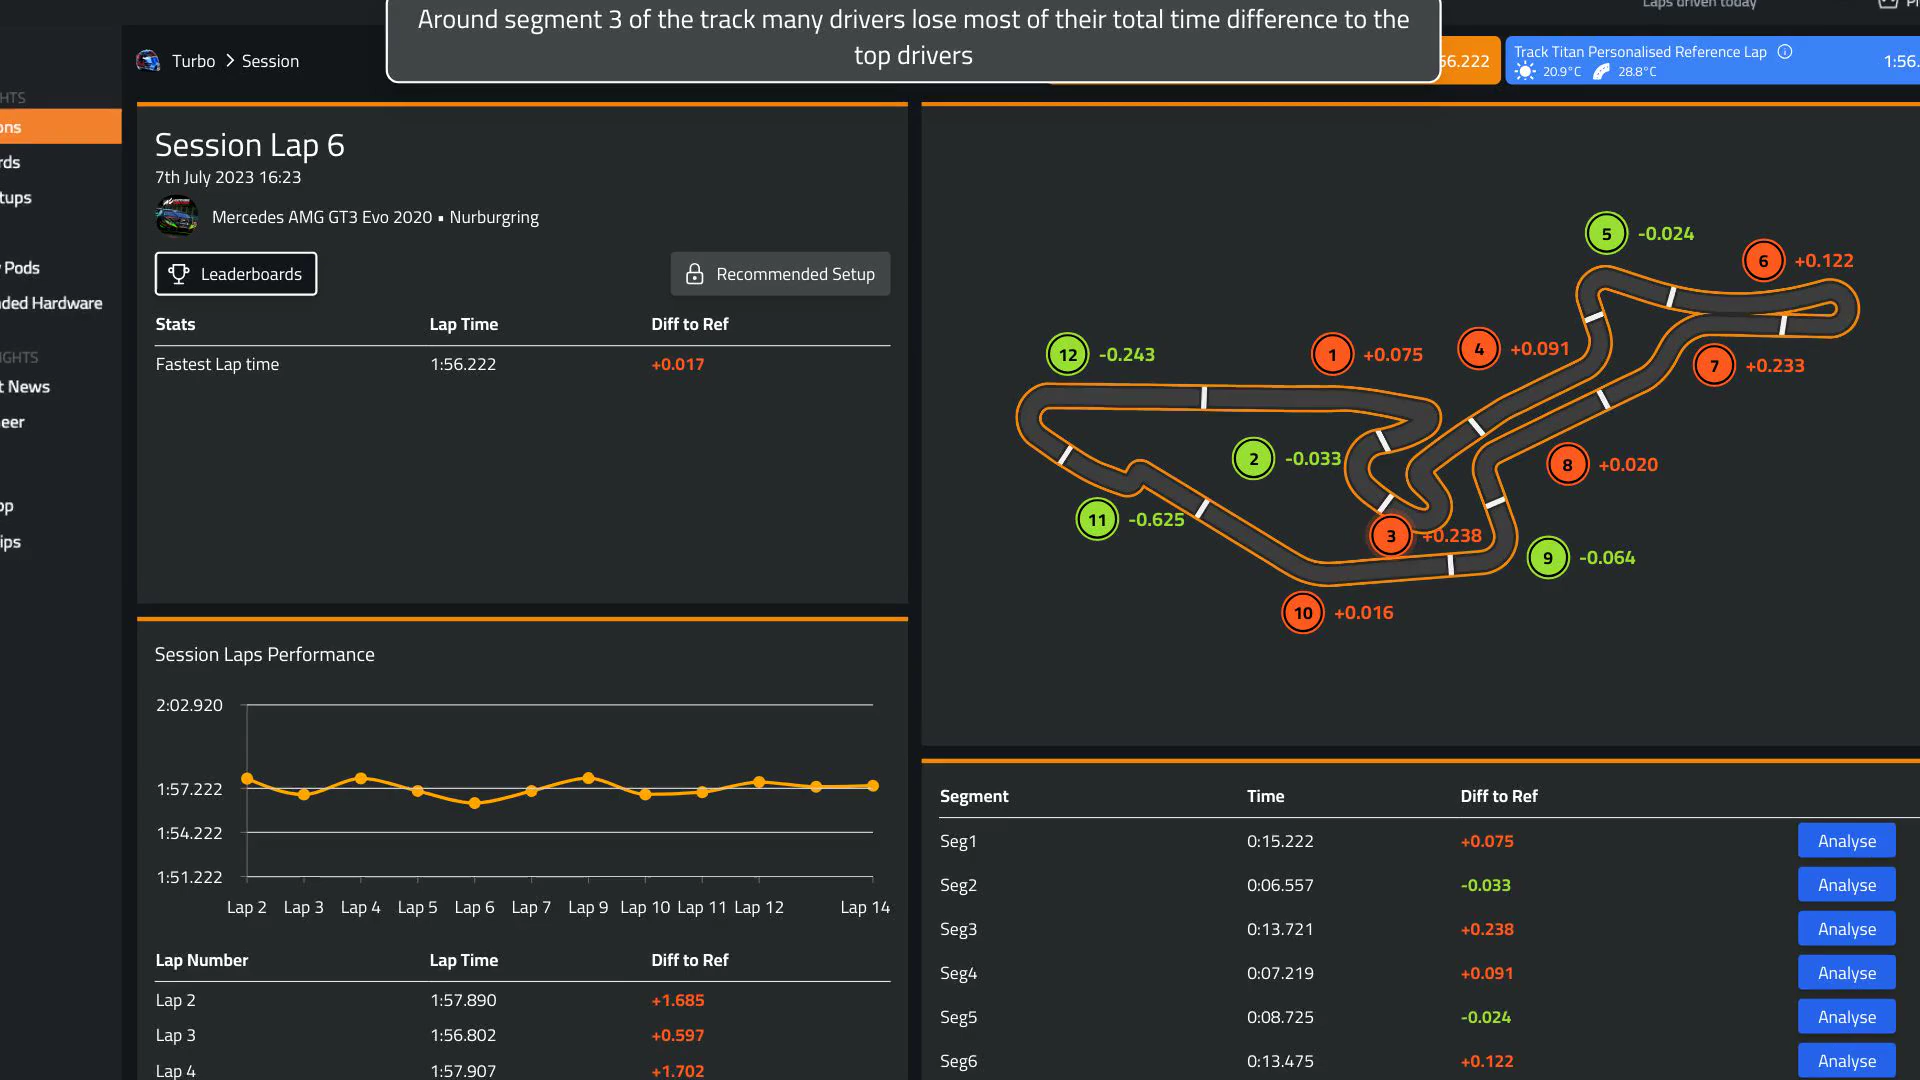 Laps driven today
Around segment 3 of the track many drivers lose most of their total time difference to the
top drivers
Turbo > Session
56.222
Track Titan Personalised Reference Lap
20.9°C 28.8°C
1:56.
HTS
ons
rds
tups
Pods
nded Hardware
IGHTS
t News
eer
op
ips
Session Lap 6
7th July 2023 16:23
Mercedes AMG GT3 Evo 2020 • Nurburgring
Leaderboards
Recommended Setup
Stats Lap Time Diff to Ref
Fastest Lap time 1:56.222 +0.017
5 -0.024
6 +0.122
12 -0.243
1 +0.075
4 +0.091
7 +0.233
2 -0.033
8 +0.020
11 -0.625
3 +0.238
9 -0.064
10 +0.016
Session Laps Performance
2:02.920
1:57.222
1:54.222
1:51.222
Lap 2 Lap 3 Lap 4 Lap 5 Lap 6 Lap 7 Lap 9 Lap 10 Lap 11 Lap 12 Lap 14
Lap Number Lap Time Diff to Ref
Lap 2 1:57.890 +1.685
Lap 3 1:56.802 +0.597
Lap 4 1:57.907 +1.702
Segment Time Diff to Ref
Seg1 0:15.222 +0.075 Analyse
Seg2 0:06.557 -0.033 Analyse
Seg3 0:13.721 +0.238 Analyse
Seg4 0:07.219 +0.091 Analyse
Seg5 0:08.725 -0.024 Analyse
Seg6 0:13.475 +0.122 Analyse